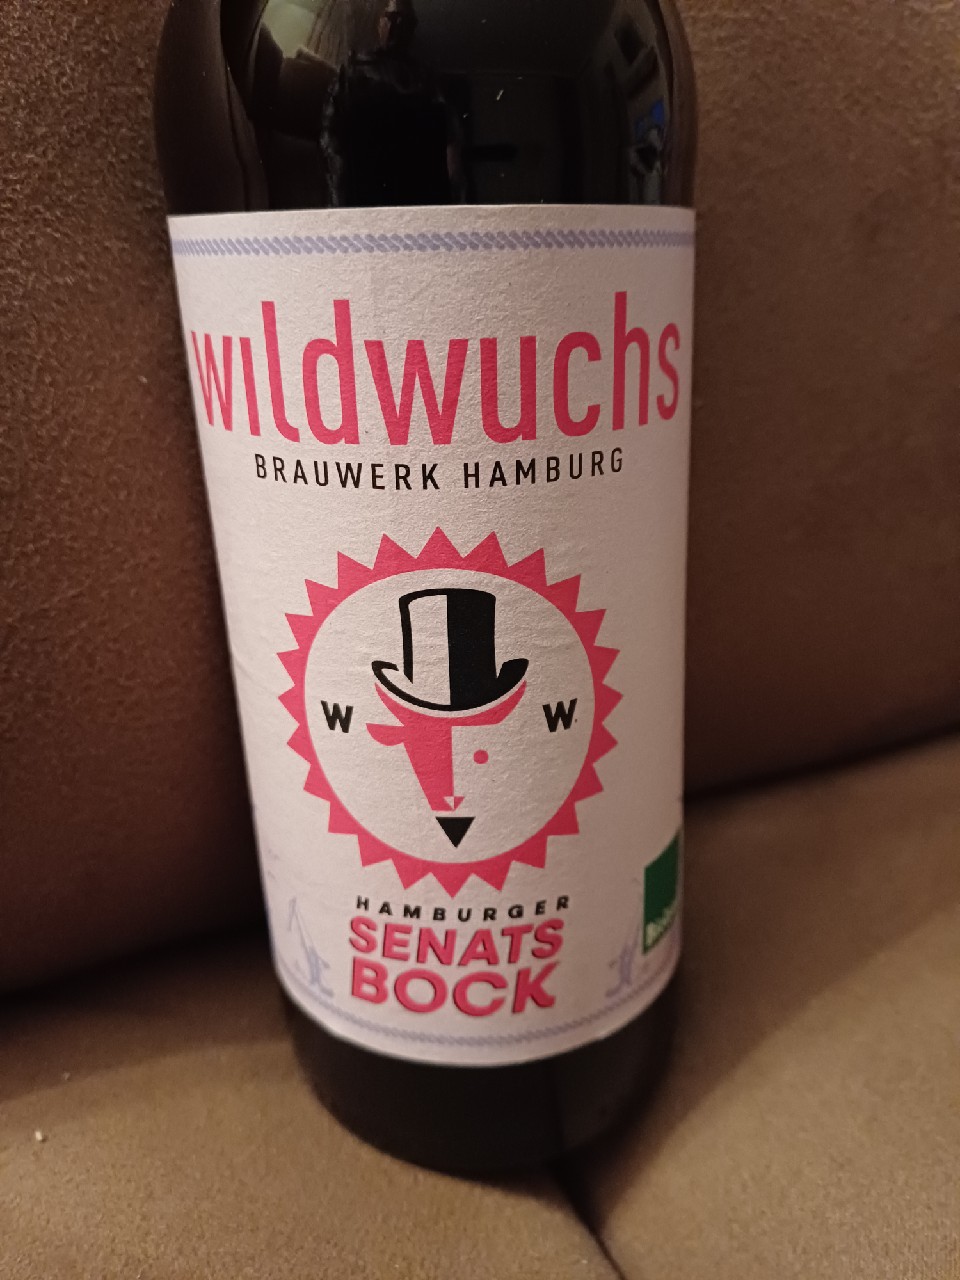 wildwuchs
BRAUWERK HAMBURG
W W
HAMBURGER
SENATS
BOCK